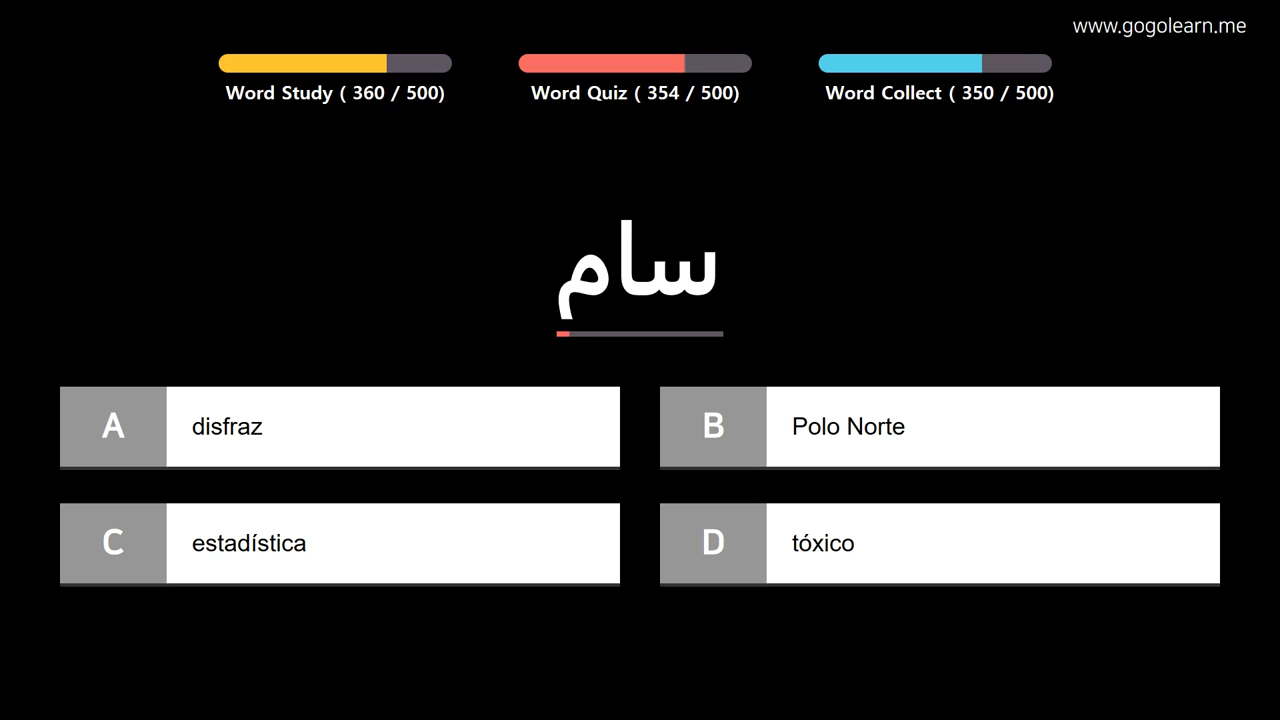 www.gogolearn.me
Word Study ( 360 / 500)
Word Quiz ( 354 / 500)
Word Collect ( 350 / 500)
سام
A disfraz
B Polo Norte
C estadística
D tóxico